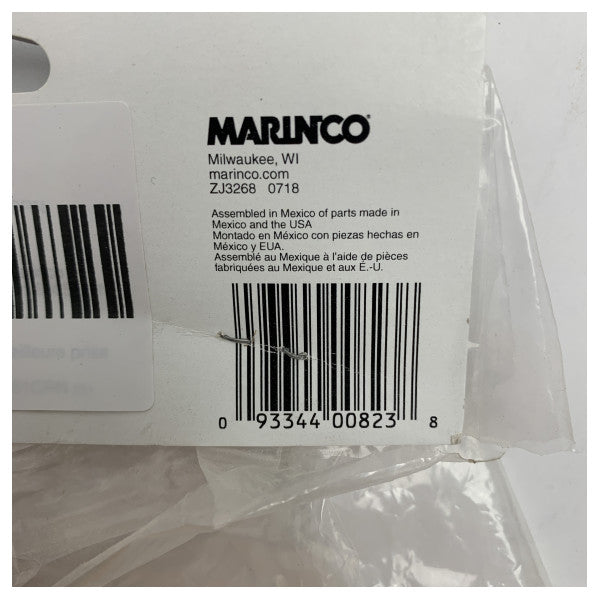 MARINCO
Milwaukee, WI
marinco.com
ZJ3268 0718
Assembled in Mexico of parts made in
Mexico and the USA
Montado en México con piezas hechas en
México y EUA.
Assemblé au Mexique à l'aide de pièces
fabriquées au Mexique et aux É.-U.
0 93344 00823 8